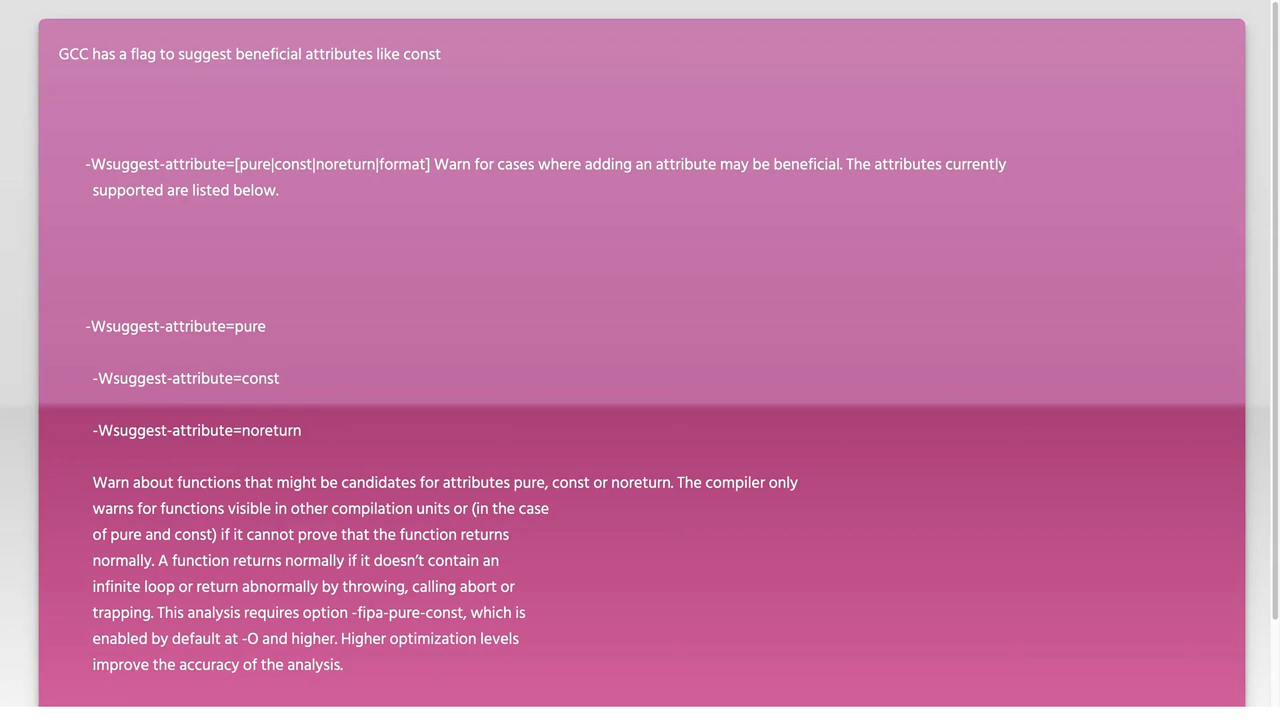 GCC has a flag to suggest beneficial attributes like const
-Wsuggest-attribute=[pure|const|noreturn|format] Warn for cases where adding an attribute may be beneficial. The attributes currently
supported are listed below.
-Wsuggest-attribute=pure
-Wsuggest-attribute=const
-Wsuggest-attribute=noreturn
Warn about functions that might be candidates for attributes pure, const or noreturn. The compiler only
warns for functions visible in other compilation units or (in the case
of pure and const) if it cannot prove that the function returns
normally. A function returns normally if it doesn’t contain an
infinite loop or return abnormally by throwing, calling abort or
trapping. This analysis requires option -fipa-pure-const, which is
enabled by default at -O and higher. Higher optimization levels
improve the accuracy of the analysis.